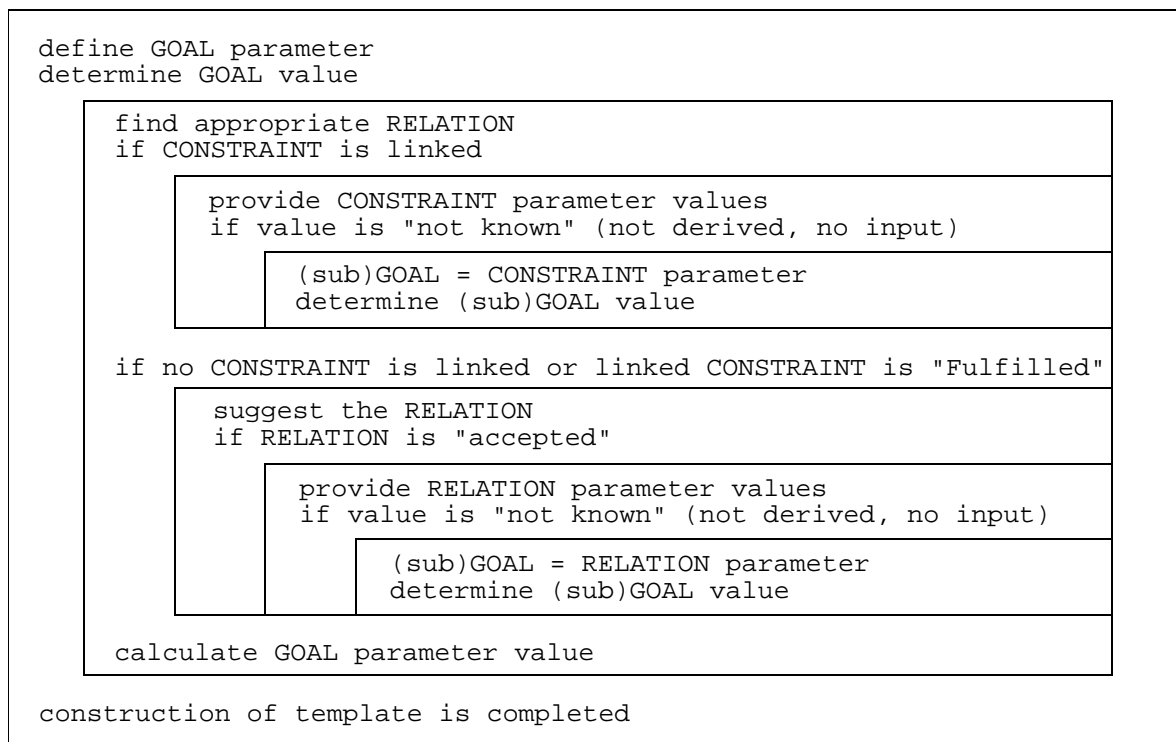 define GOAL parameter
determine GOAL value
find appropriate RELATION
if CONSTRAINT is linked
provide CONSTRAINT parameter values
if value is "not known" (not derived, no input)
(sub)GOAL = CONSTRAINT parameter
determine (sub)GOAL value
if no CONSTRAINT is linked or linked CONSTRAINT is "Fulfilled"
suggest the RELATION
if RELATION is "accepted"
provide RELATION parameter values
if value is "not known" (not derived, no input)
(sub)GOAL = RELATION parameter
determine (sub)GOAL value
calculate GOAL parameter value
construction of template is completed